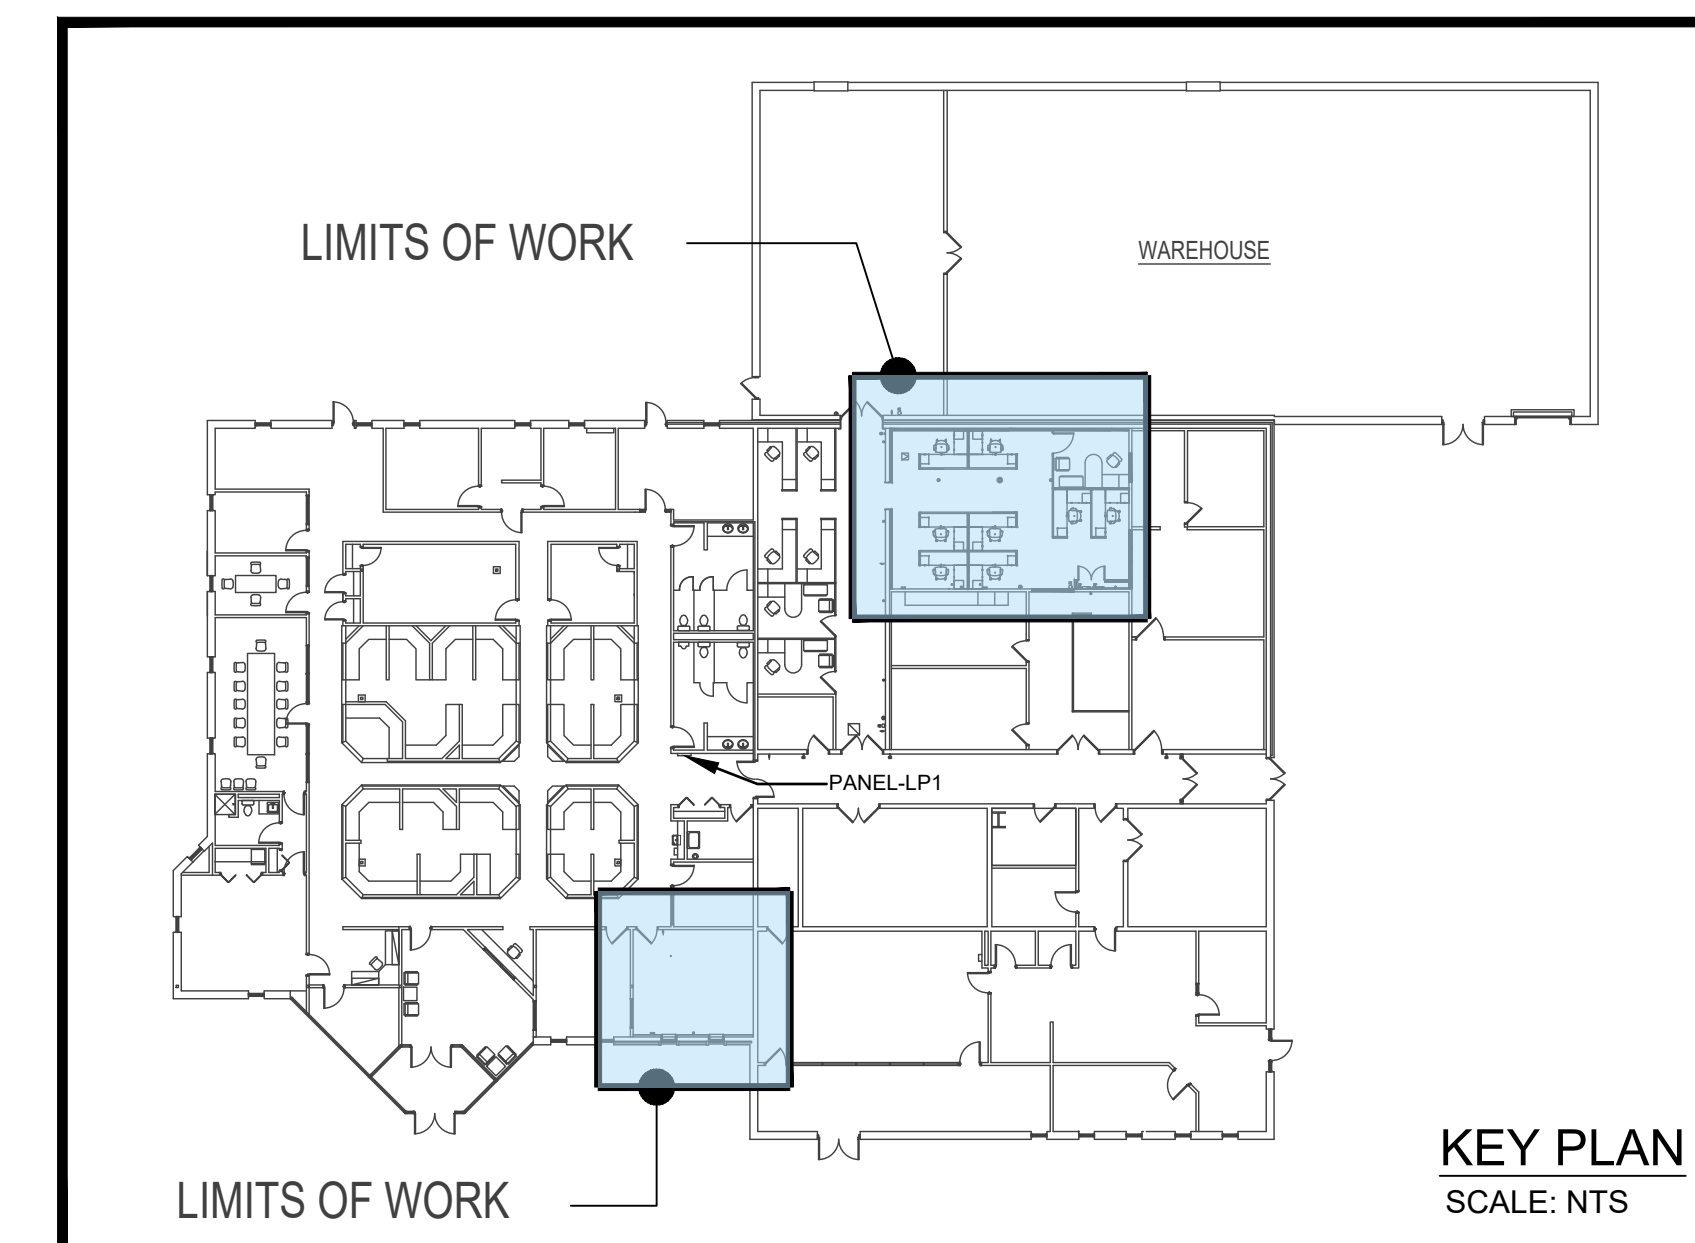 LIMITS OF WORK
WAREHOUSE
PANEL-LP1
KEY PLAN
SCALE: NTS
LIMITS OF WORK